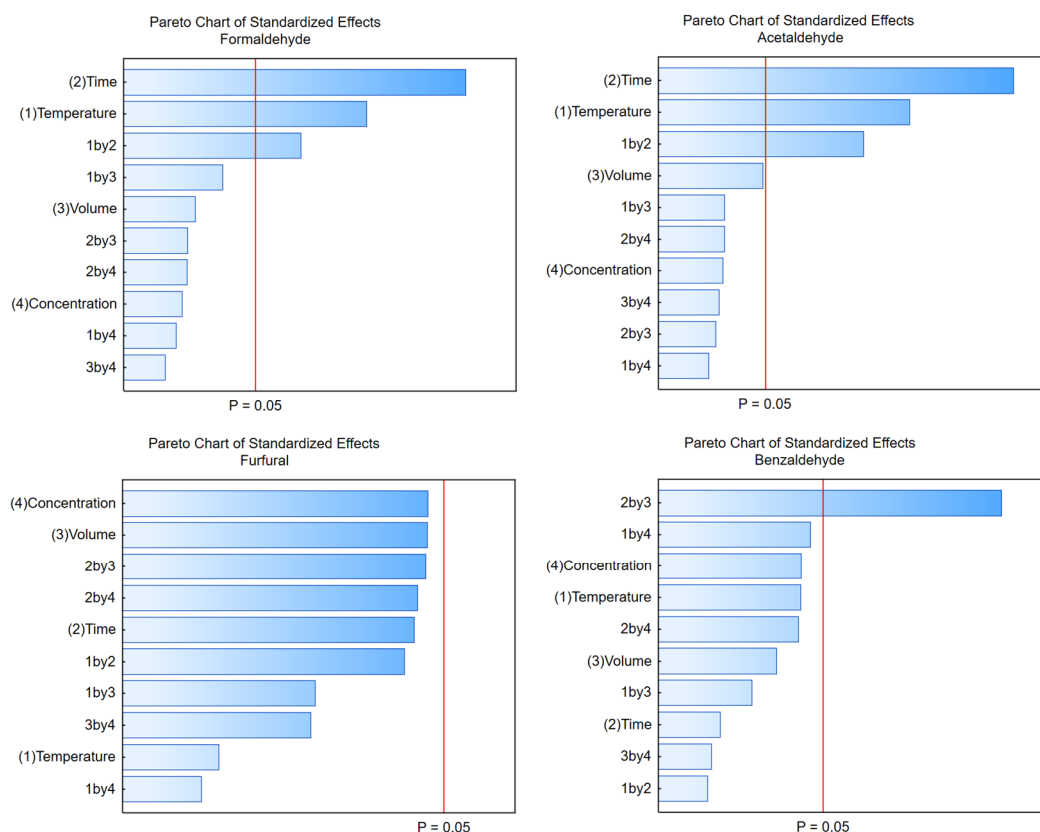 Pareto Chart of Standardized Effects
Formaldehyde
(2)Time
(1)Temperature
1by2
1by3
(3)Volume
2by3
2by4
(4)Concentration
1by4
3by4
P = 0.05
Pareto Chart of Standardized Effects
Acetaldehyde
(2)Time
(1)Temperature
1by2
(3)Volume
1by3
2by4
(4)Concentration
3by4
2by3
1by4
P = 0.05
Pareto Chart of Standardized Effects
Furfural
(4)Concentration
(3)Volume
2by3
2by4
(2)Time
1by2
1by3
3by4
(1)Temperature
1by4
P = 0.05
Pareto Chart of Standardized Effects
Benzaldehyde
2by3
1by4
(4)Concentration
(1)Temperature
2by4
(3)Volume
1by3
(2)Time
3by4
1by2
P = 0.05